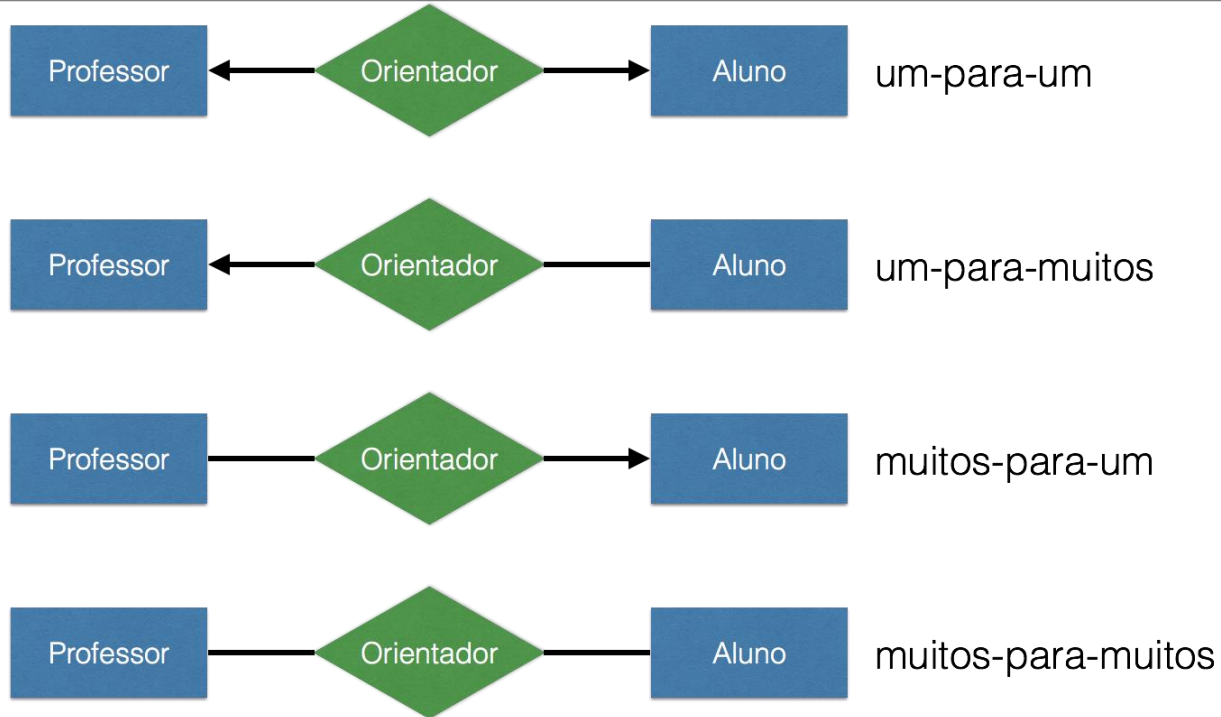 Professor Orientador Aluno um-para-um
Professor Orientador Aluno um-para-muitos
Professor Orientador Aluno muitos-para-um
Professor Orientador Aluno muitos-para-muitos